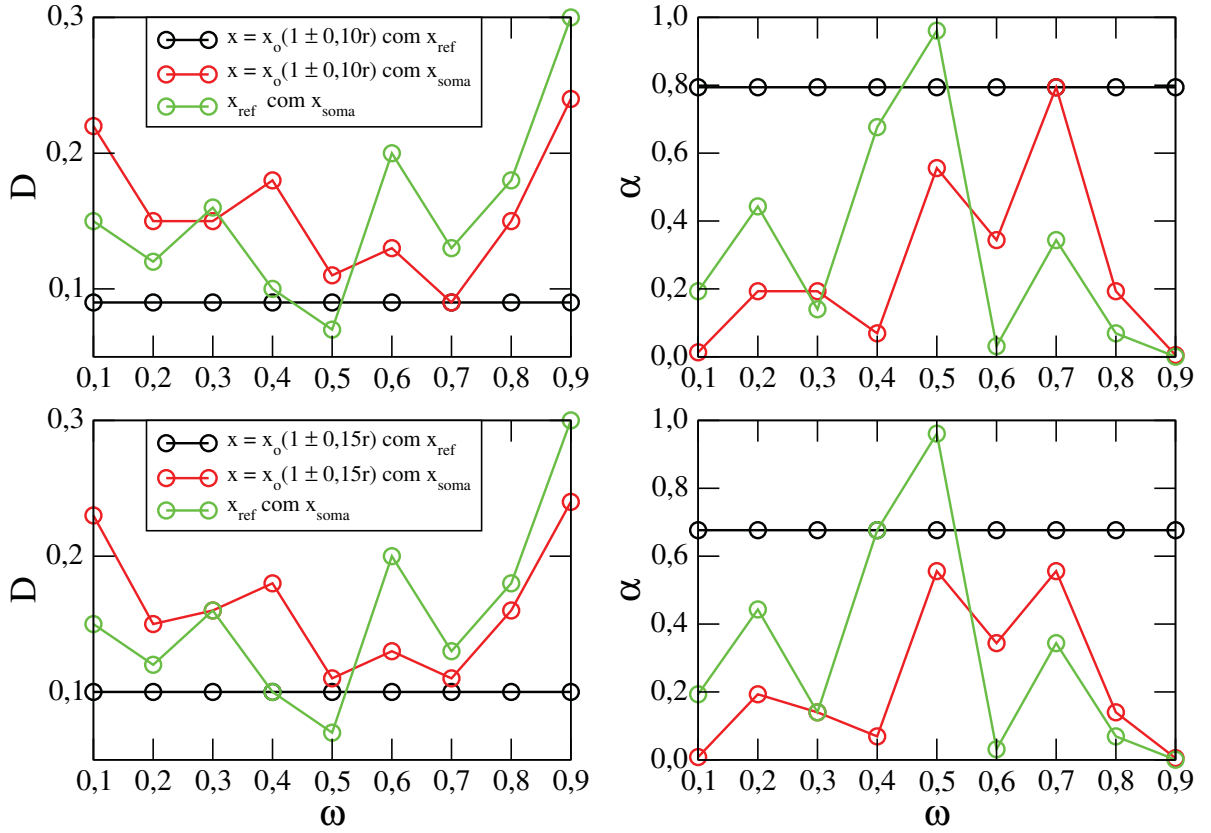 0,3
0,2
0,1
D
x = x_o(1 ± 0,10r) com x_ref
x = x_o(1 ± 0,10r) com x_soma
x_ref com x_soma
0,1 0,2 0,3 0,4 0,5 0,6 0,7 0,8 0,9
1,0
0,8
0,6
0,4
0,2
0,0
α
0,1 0,2 0,3 0,4 0,5 0,6 0,7 0,8 0,9
0,3
0,2
0,1
D
x = x_o(1 ± 0,15r) com x_ref
x = x_o(1 ± 0,15r) com x_soma
x_ref com x_soma
0,1 0,2 0,3 0,4 0,5 0,6 0,7 0,8 0,9
ω
1,0
0,8
0,6
0,4
0,2
0,0
α
0,1 0,2 0,3 0,4 0,5 0,6 0,7 0,8 0,9
ω